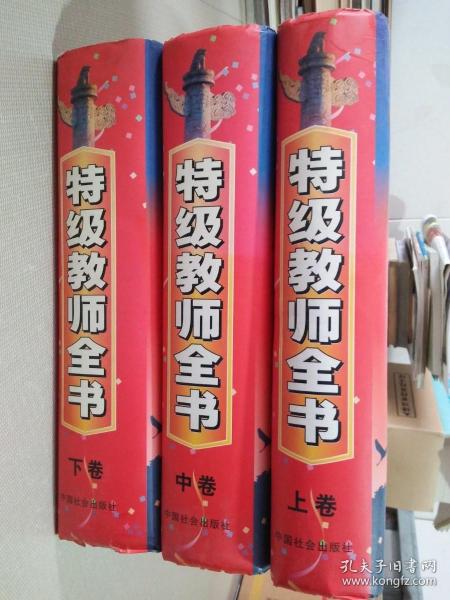 特级教师全书
下卷
中国社会出版社
特级教师全书
中卷
中国社会出版社
特级教师全书
上卷
中国社会出版社
孔夫子旧书网
www.kongfz.com